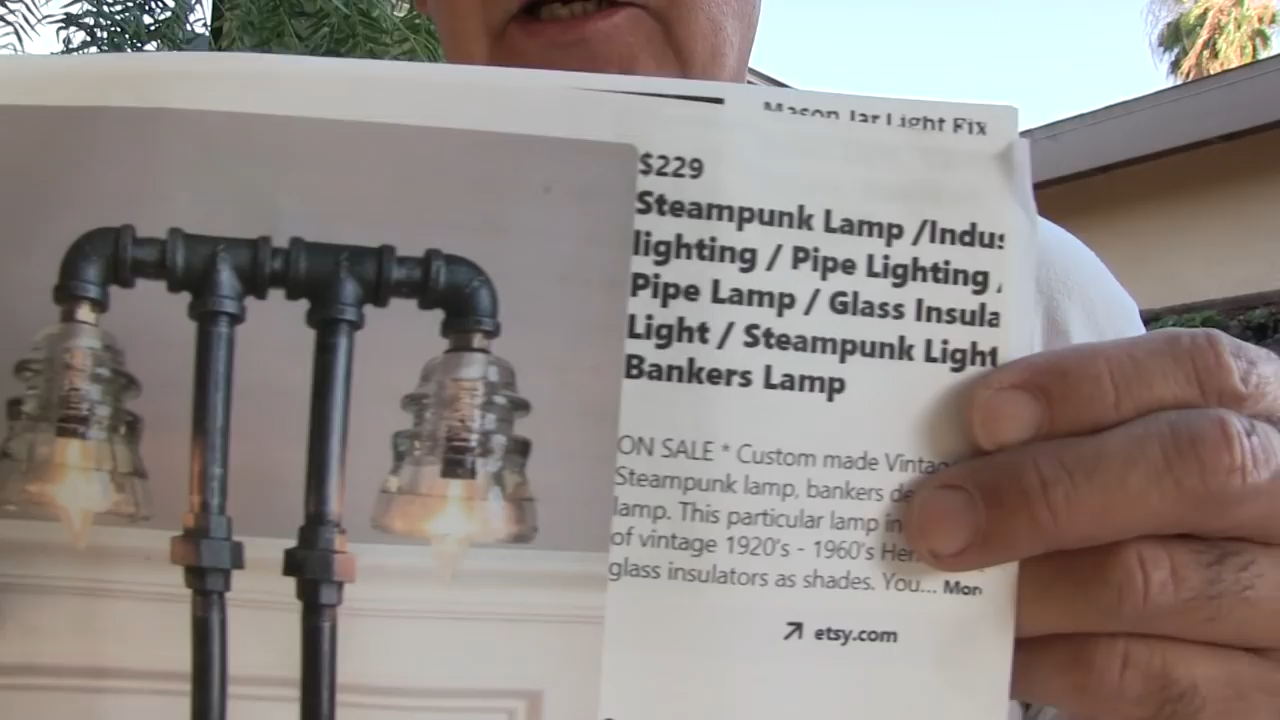 Mason Jar Light Fix
$229
Steampunk Lamp /Indus
lighting / Pipe Lighting /
Pipe Lamp / Glass Insula
Light / Steampunk Light
Bankers Lamp
ON SALE * Custom made Vintag
Steampunk lamp, bankers de
lamp. This particular lamp in
of vintage 1920's - 1960's Hem
glass insulators as shades. You... Mor
etsy.com